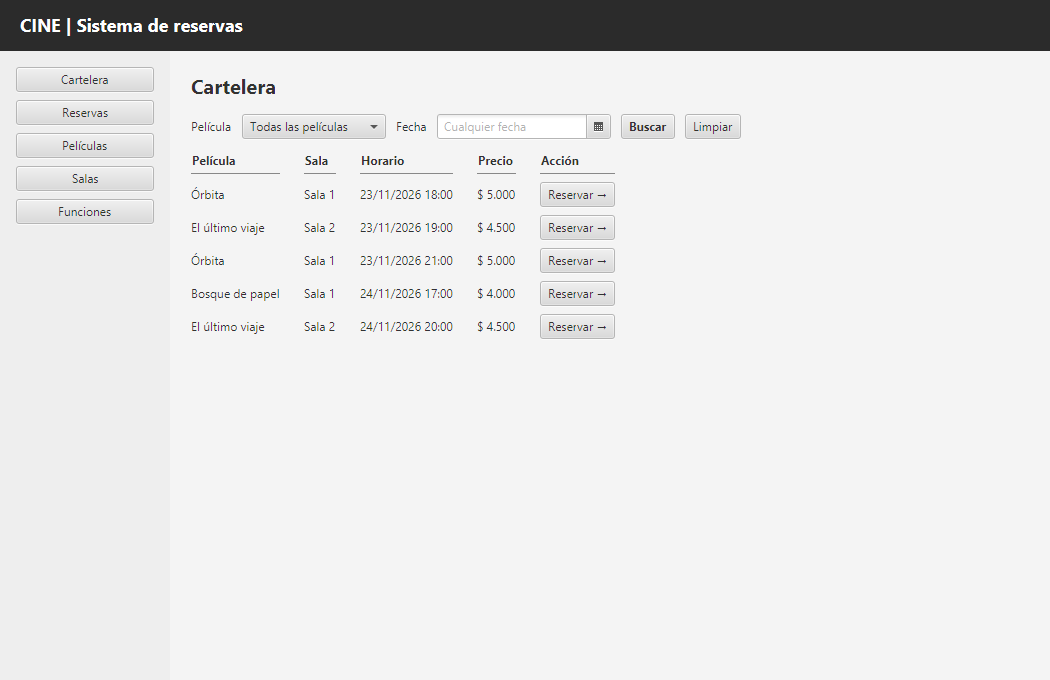 CINE | Sistema de reservas
Cartelera
Reservas
Películas
Salas
Funciones
Cartelera
Película Todas las películas Fecha Cualquier fecha Buscar Limpiar
Película Sala Horario Precio Acción
Órbita Sala 1 23/11/2026 18:00 $ 5.000 Reservar →
El último viaje Sala 2 23/11/2026 19:00 $ 4.500 Reservar →
Órbita Sala 1 23/11/2026 21:00 $ 5.000 Reservar →
Bosque de papel Sala 1 24/11/2026 17:00 $ 4.000 Reservar →
El último viaje Sala 2 24/11/2026 20:00 $ 4.500 Reservar →